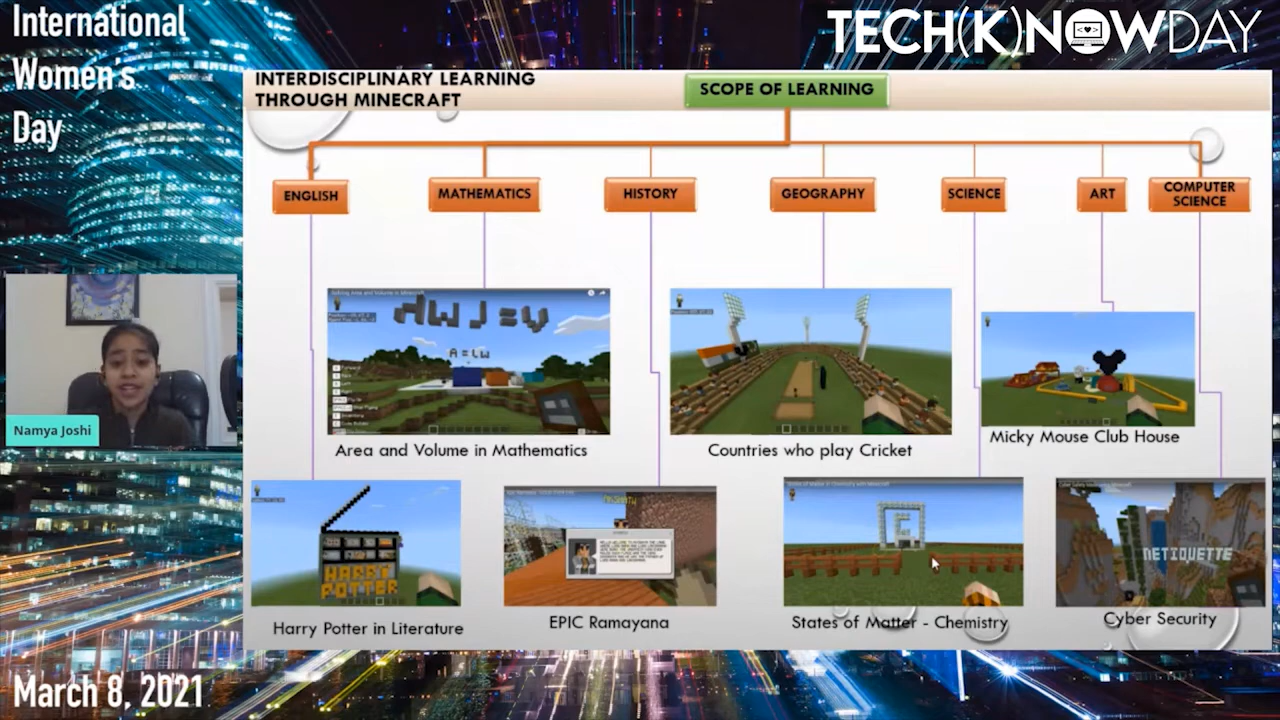 International
Women's
Day
TECH(K)NOWDAY
INTERDISCIPLINARY LEARNING
THROUGH MINECRAFT
SCOPE OF LEARNING
ENGLISH
MATHEMATICS
HISTORY
GEOGRAPHY
SCIENCE
ART
COMPUTER
SCIENCE
A=LW
Area and Volume in Mathematics
Countries who play Cricket
Micky Mouse Club House
Namya Joshi
HARRY
POTTER
NETIQUETTE
Harry Potter in Literature
EPIC Ramayana
States of Matter - Chemistry
Cyber Security
March 8, 2021